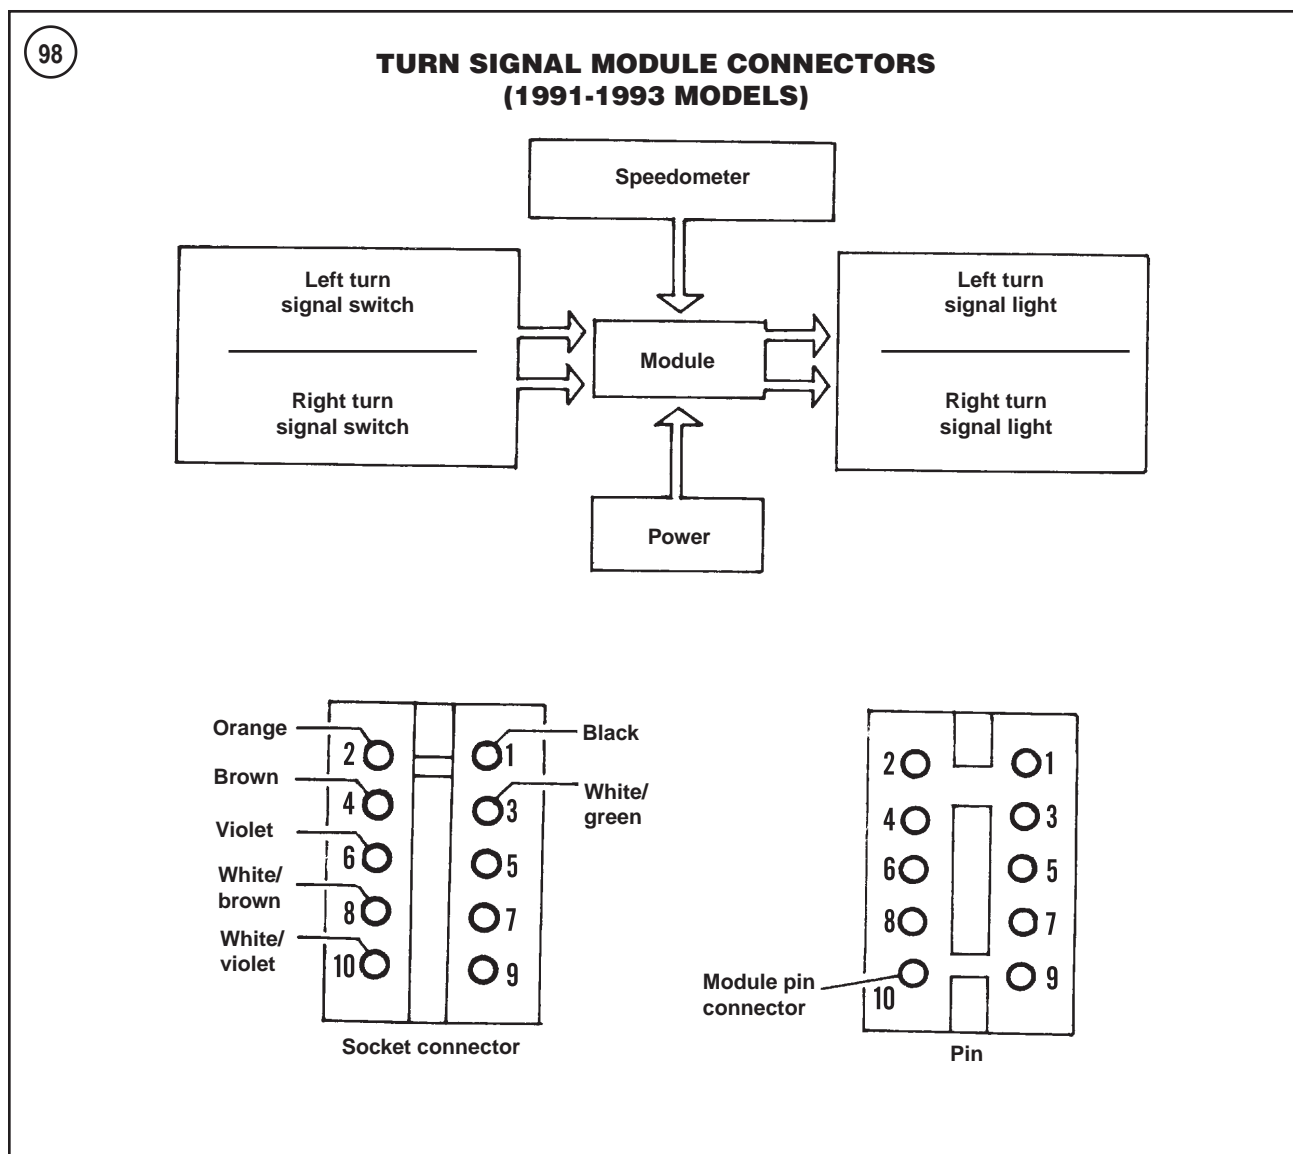 98
TURN SIGNAL MODULE CONNECTORS
(1991-1993 MODELS)
Speedometer
Left turn
signal switch
Right turn
signal switch
Module
Left turn
signal light
Right turn
signal light
Power
Orange
Brown
Violet
White/
brown
White/
violet
2
4
6
8
10
1
3
5
7
9
Black
White/
green
Socket connector
2
4
6
8
10
1
3
5
7
9
Module pin
connector
Pin